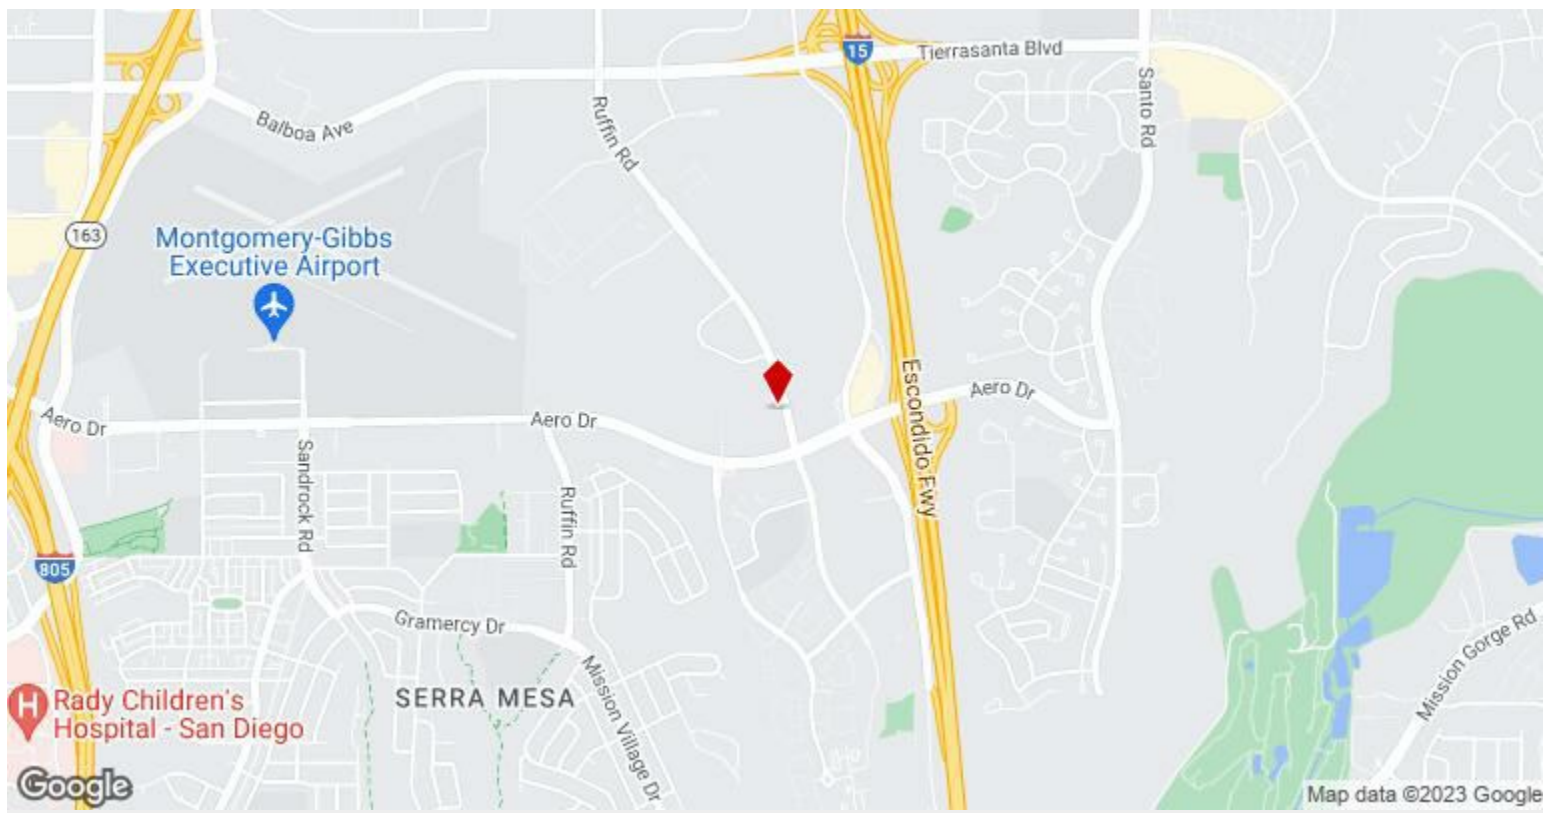 15
Tierrasanta Blvd
Santo Rd
Balboa Ave
Ruffin Rd
163
Montgomery-Gibbs
Executive Airport
Escondido Fwy
Aero Dr
Aero Dr
Aero Dr
Sandrock Rd
Ruffin Rd
805
Gramercy Dr
Mission Gorge Rd
Mission Village Dr
SERRA MESA
H
Rady Children's
Hospital - San Diego
Google
Map data ©2023 Google